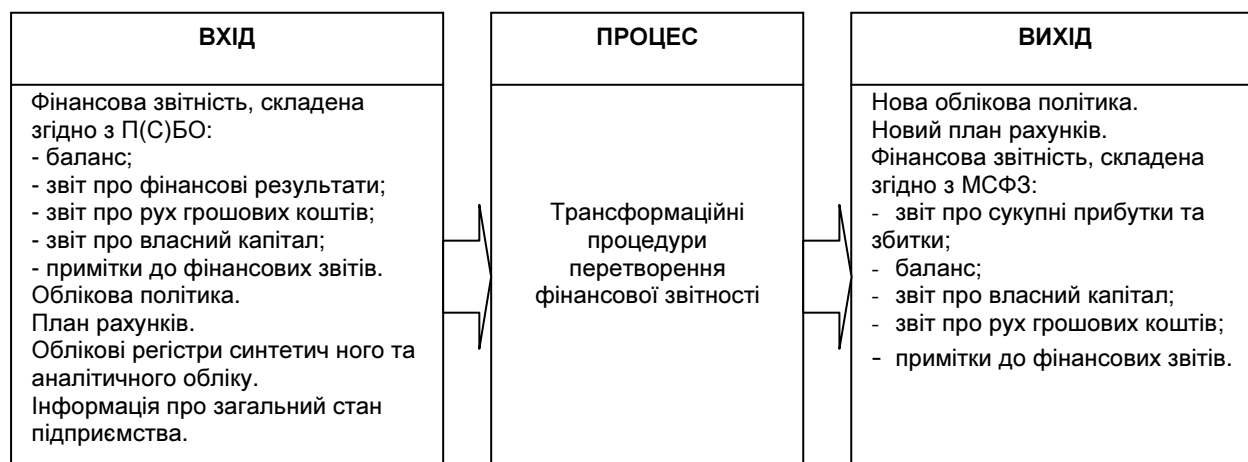 ВХІД
Фінансова звітність, складена
згідно з П(С)БО:
- баланс;
- звіт про фінансові результати;
- звіт про рух грошових коштів;
- звіт про власний капітал;
- примітки до фінансових звітів.
Облікова політика.
План рахунків.
Облікові регістри синтетич ного та
аналітичного обліку.
Інформація про загальний стан
підприємства.
ПРОЦЕС
Трансформаційні
процедури
перетворення
фінансової звітності
ВИХІД
Нова облікова політика.
Новий план рахунків.
Фінансова звітність, складена
згідно з МСФЗ:
- звіт про сукупні прибутки та
збитки;
- баланс;
- звіт про власний капітал;
- звіт про рух грошових коштів;
- примітки до фінансових звітів.